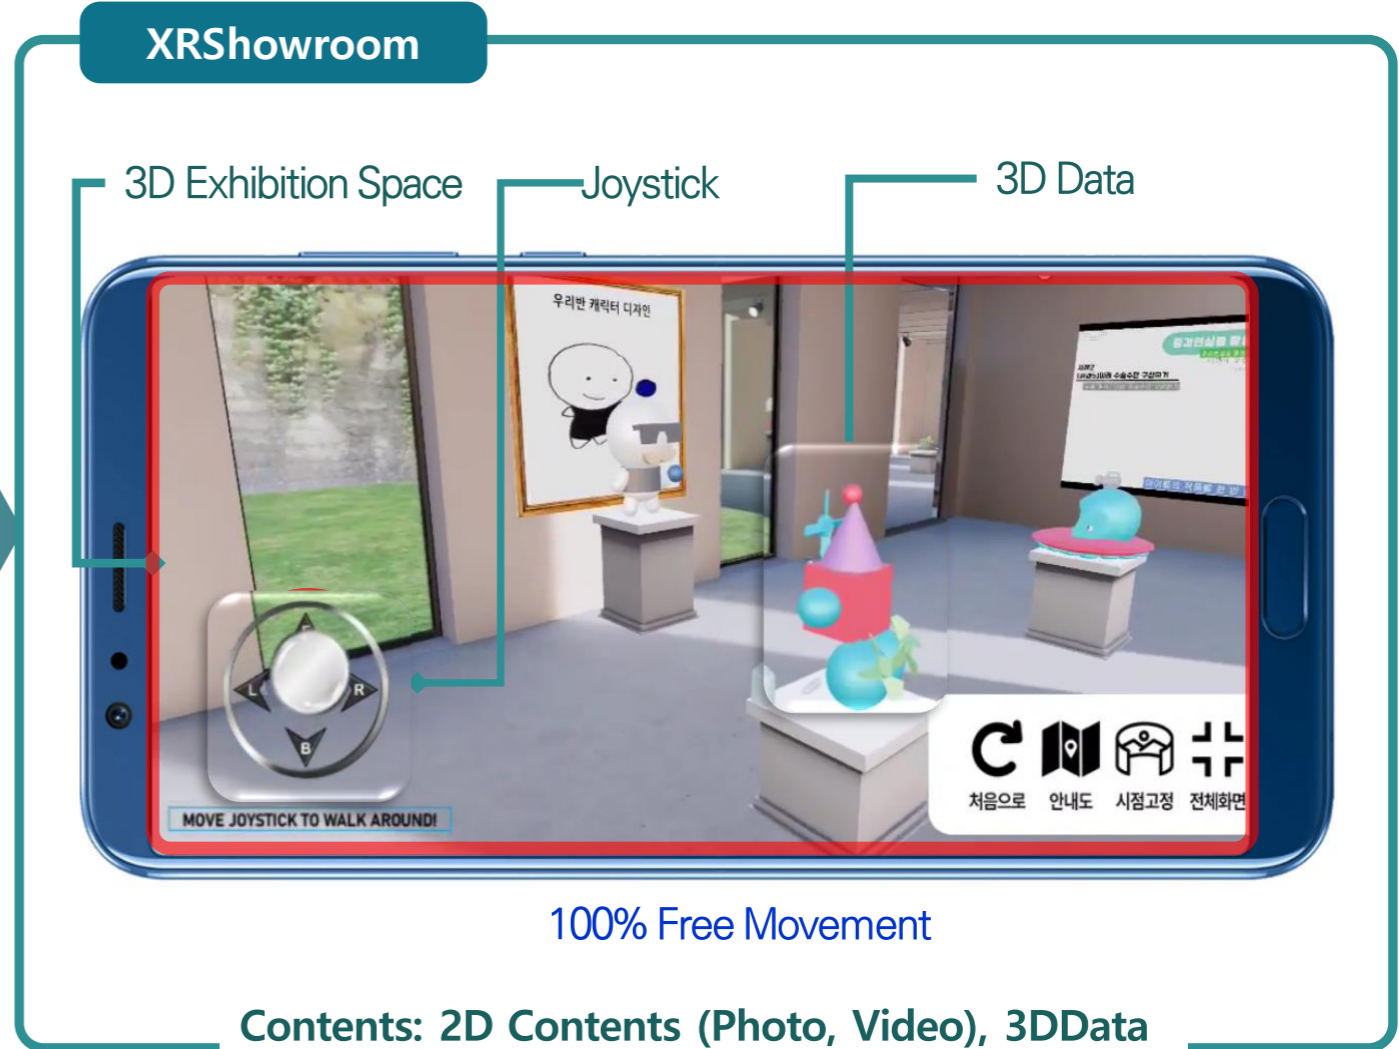 XRShowroom
3D Exhibition Space
Joystick
3D Data
우리반 캐릭터 디자인
L
R
B
MOVE JOYSTICK TO WALK AROUND!
처음으로
안내도
시점고정
전체화면
100% Free Movement
Contents: 2D Contents (Photo, Video), 3DData